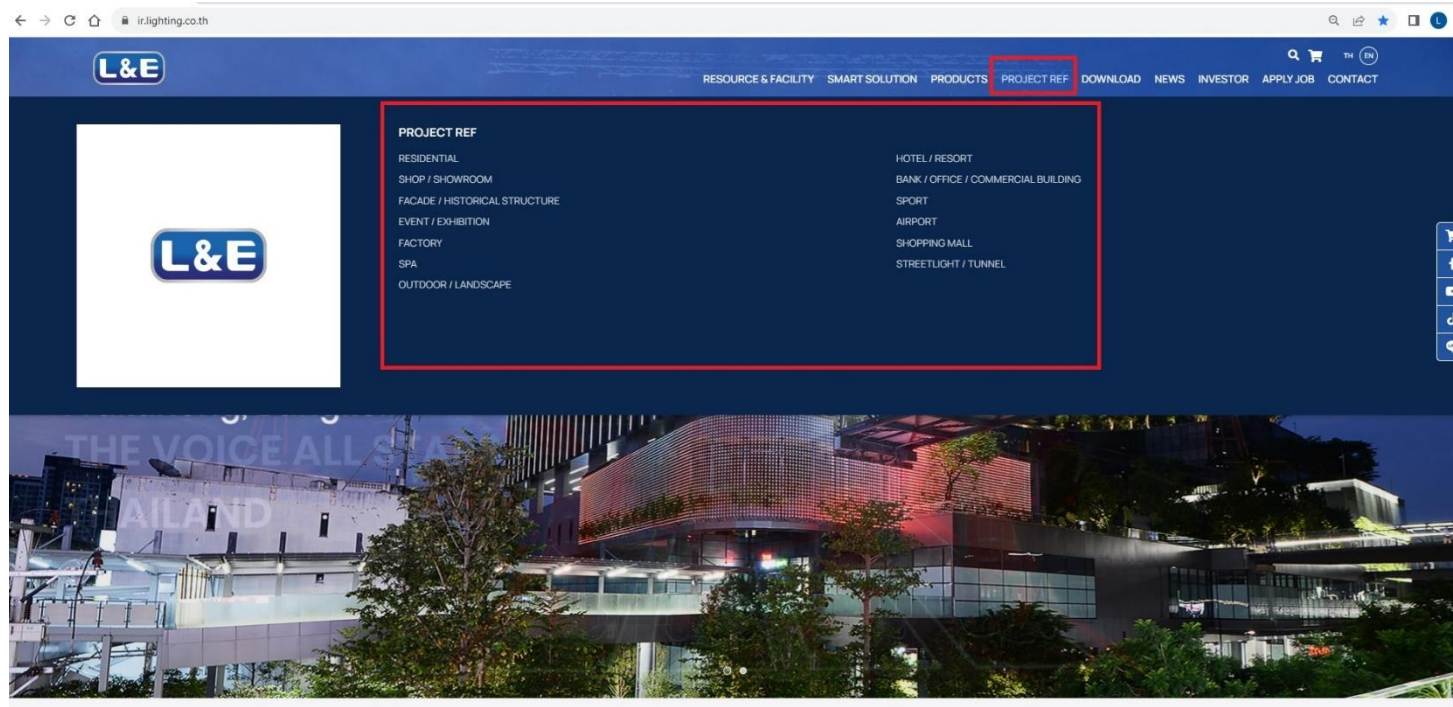 ir.lighting.co.th
L&E
TH EN
RESOURCE & FACILITY SMART SOLUTION PRODUCTS PROJECT REF DOWNLOAD NEWS INVESTOR APPLY JOB CONTACT
L&E
PROJECT REF
RESIDENTIAL
SHOP / SHOWROOM
FACADE / HISTORICAL STRUCTURE
EVENT / EXHIBITION
FACTORY
SPA
OUTDOOR / LANDSCAPE
HOTEL / RESORT
BANK / OFFICE / COMMERCIAL BUILDING
SPORT
AIRPORT
SHOPPING MALL
STREETLIGHT / TUNNEL
THE VOICE ALL